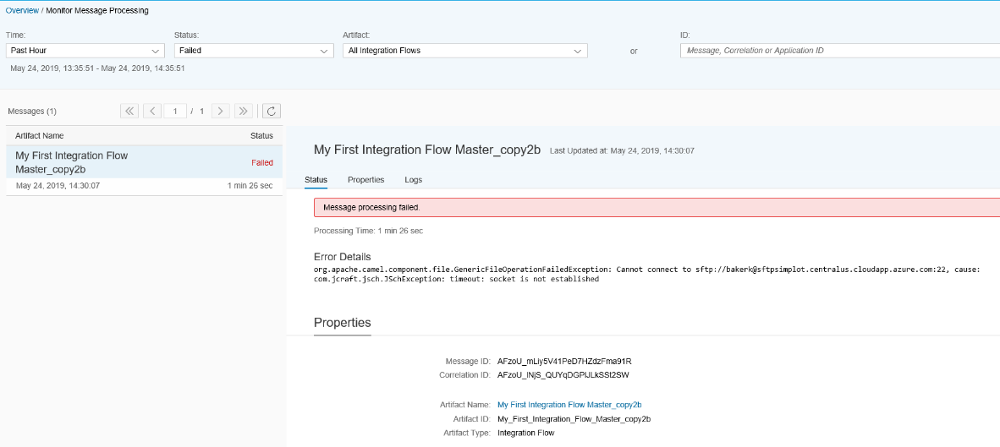 Overview / Monitor Message Processing
Time: Status: Artifact: ID:
Past Hour Failed All Integration Flows or Message, Correlation or Application ID
May 24, 2019, 13:35:51 - May 24, 2019, 14:35:51
Messages (1) 1 / 1
Artifact Name Status
My First Integration Flow
Master_copy2b
Failed
May 24, 2019, 14:30:07 1 min 26 sec
My First Integration Flow Master_copy2b Last Updated at: May 24, 2019, 14:30:07
Status Properties Logs
Message processing failed.
Processing Time: 1 min 26 sec
Error Details
org.apache.camel.component.file.GenericFileOperationFailedException: Cannot connect to sftp://bakerk@sftpsimplot.centralus.cloudapp.azure.com:22, cause:
com.jcraft.jsch.JSchException: timeout: socket is not established
Properties
Message ID:
Correlation ID:
Artifact Name: My First Integration Flow Master_copy2b
Artifact ID: My_First_Integration_Flow_Master_copy2b
Artifact Type: Integration Flow